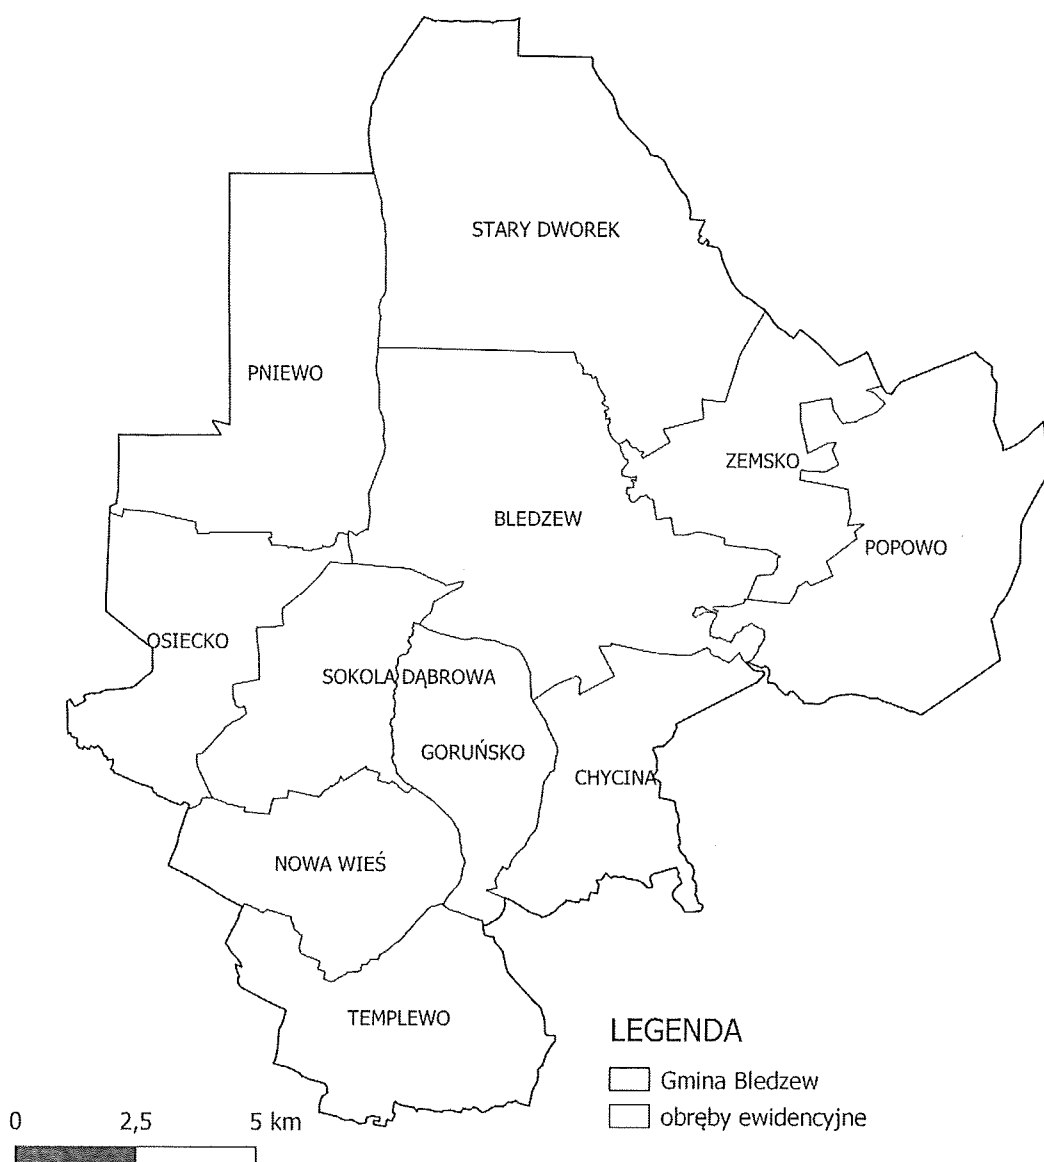 STARY DWOREK
PNIEWO
ZEMSKO
BLEDZEW
POPOWO
OSIECKO
SOKOLA DĄBROWA
GORUŃSKO
CHYCINA
NOWA WIEŚ
TEMPLEWO
LEGENDA
Gmina Bledzew
obręby ewidencyjne
0 2,5 5 km